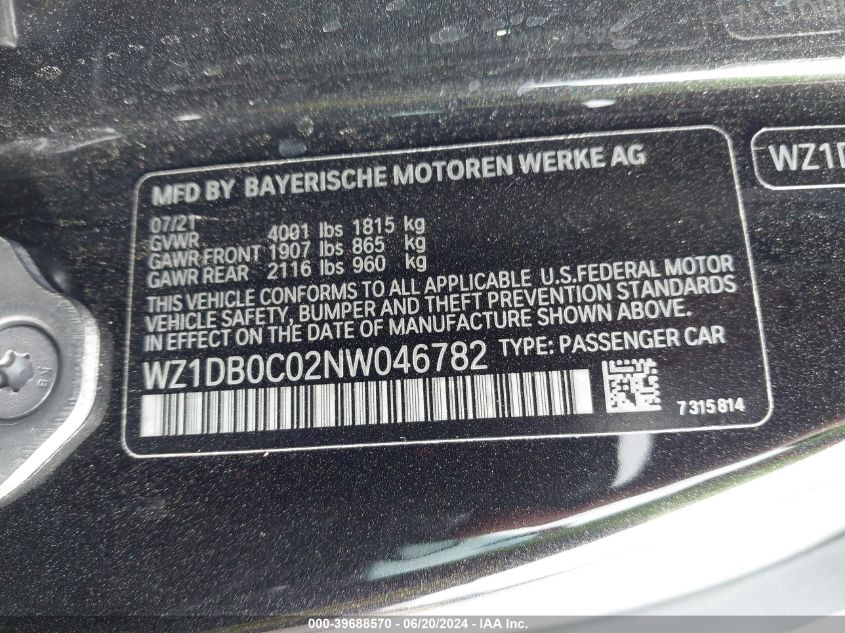 MFD BY BAYERISCHE MOTOREN WERKE AG
WZ1D
07/21
GVWR 4001 lbs 1815 kg
GAWR FRONT 1907 lbs 865 kg
GAWR REAR 2116 lbs 960 kg
THIS VEHICLE CONFORMS TO ALL APPLICABLE U.S.FEDERAL MOTOR
VEHICLE SAFETY, BUMPER AND THEFT PREVENTION STANDARDS
IN EFFECT ON THE DATE OF MANUFACTURE SHOWN ABOVE.
WZ1DB0C02NW046782 TYPE: PASSENGER CAR
7315814
000-39688570 - 06/20/2024 - IAA Inc.